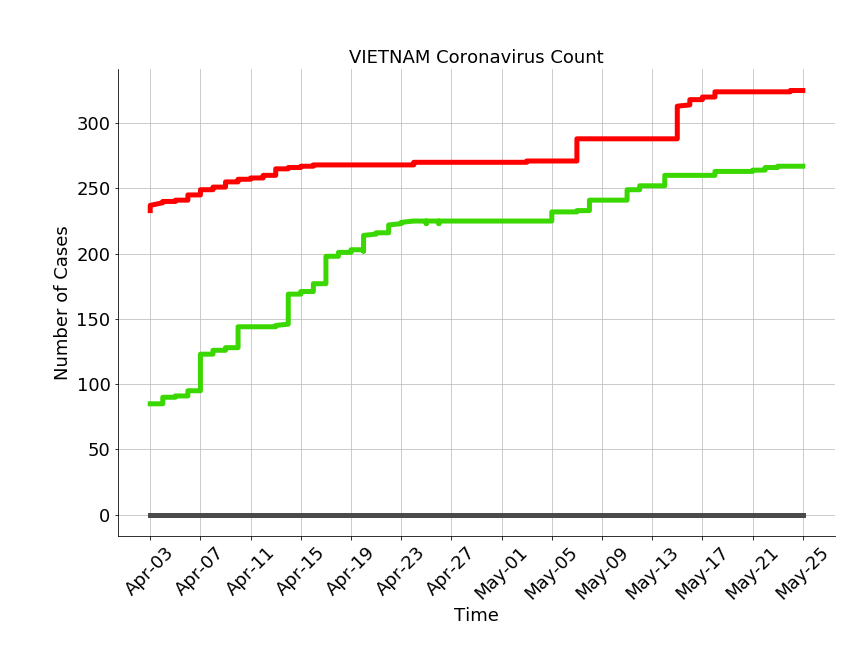 VIETNAM Coronavirus Count
Number of Cases
300
250
200
150
100
50
0
Apr-03
Apr-07
Apr-11
Apr-15
Apr-19
Apr-23
Apr-27
May-01
May-05
May-09
May-13
May-17
May-21
May-25
Time